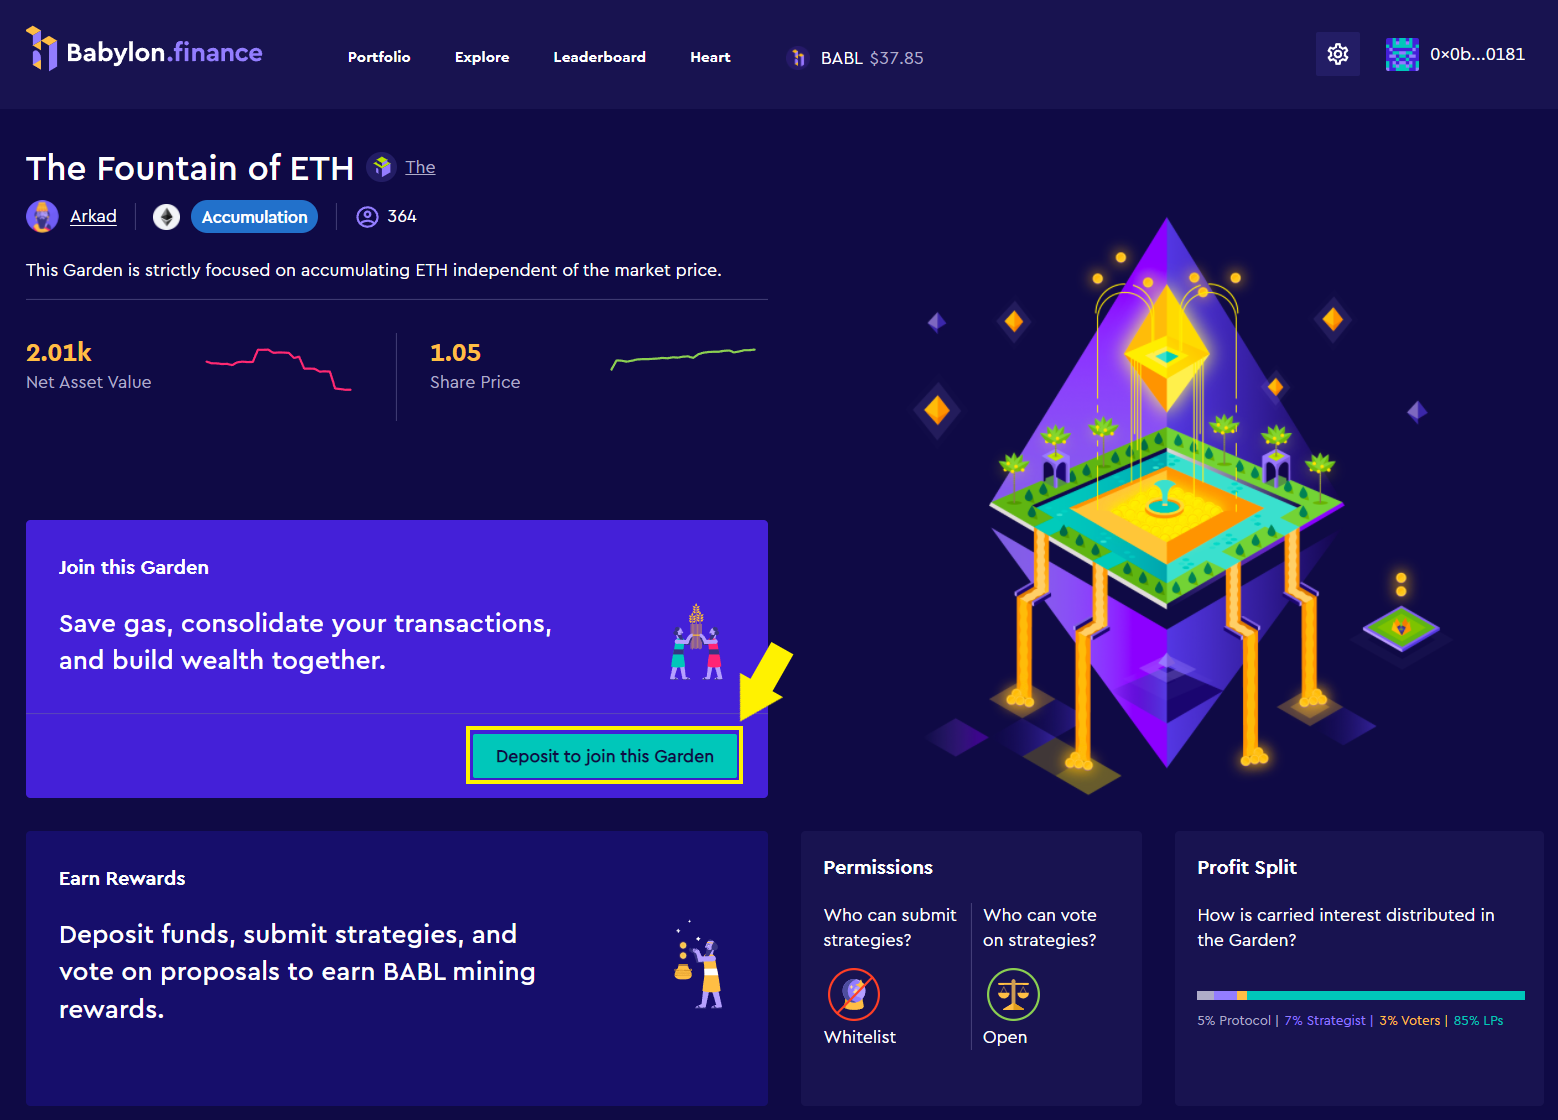 Babylon.finance
Portfolio
Explore
Leaderboard
Heart
BABL $37.85
0×0b...0181
The Fountain of ETH
The
Arkad
Accumulation
364
This Garden is strictly focused on accumulating ETH independent of the market price.
2.01k
Net Asset Value
1.05
Share Price
Join this Garden
Save gas, consolidate your transactions,
and build wealth together.
Deposit to join this Garden
Earn Rewards
Deposit funds, submit strategies, and
vote on proposals to earn BABL mining
rewards.
Permissions
Who can submit
strategies?
Whitelist
Who can vote
on strategies?
Open
Profit Split
How is carried interest distributed in
the Garden?
5% Protocol | 7% Strategist | 3% Voters | 85% LPs